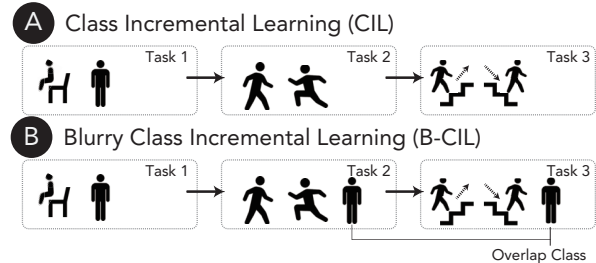 A Class Incremental Learning (CIL)
Task 1 Task 2 Task 3
B Blurry Class Incremental Learning (B-CIL)
Task 1 Task 2 Task 3
Overlap Class